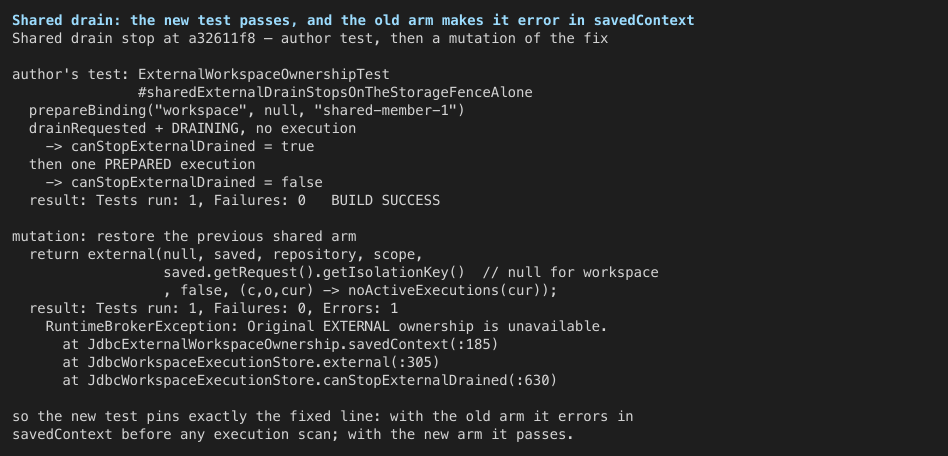 Shared drain: the new test passes, and the old arm makes it error in savedContext
Shared drain stop at a32611f8 — author test, then a mutation of the fix
author's test: ExternalWorkspaceOwnershipTest
#sharedExternalDrainStopsOnTheStorageFenceAlone
prepareBinding("workspace", null, "shared-member-1")
drainRequested + DRAINING, no execution
—> canStopExternalDrained = true
then one PREPARED execution
—> canStopExternalDrained = false
result: Tests run: 1, Failures: 0   BUILD SUCCESS
mutation: restore the previous shared arm
return external(null, saved, repository, scope,
saved.getRequest().getIsolationKey()  // null for workspace
, false, (c,o,cur) -> noActiveExecutions(cur));
result: Tests run: 1, Failures: 0, Errors: 1
RuntimeBrokerException: Original EXTERNAL ownership is unavailable.
at JdbcExternalWorkspaceOwnership.savedContext(:185)
at JdbcWorkspaceExecutionStore.external(:305)
at JdbcWorkspaceExecutionStore.canStopExternalDrained(:630)
so the new test pins exactly the fixed line: with the old arm it errors in
savedContext before any execution scan; with the new arm it passes.